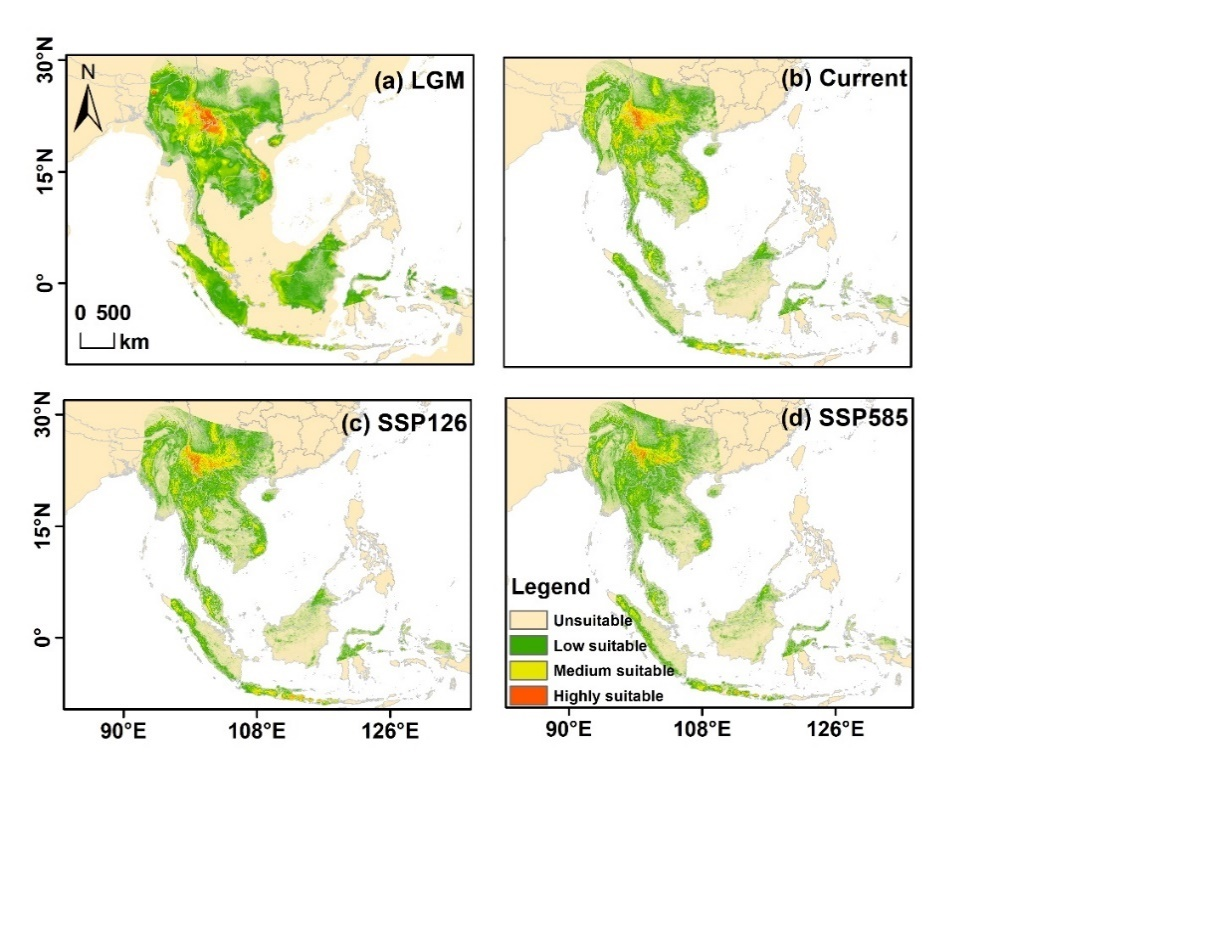 30°N
15°N
0°
N
(a) LGM
0 500
km
(b) Current
30°N
15°N
0°
(c) SSP126
90°E 108°E 126°E
(d) SSP585
Legend
Unsuitable
Low suitable
Medium suitable
Highly suitable
90°E 108°E 126°E